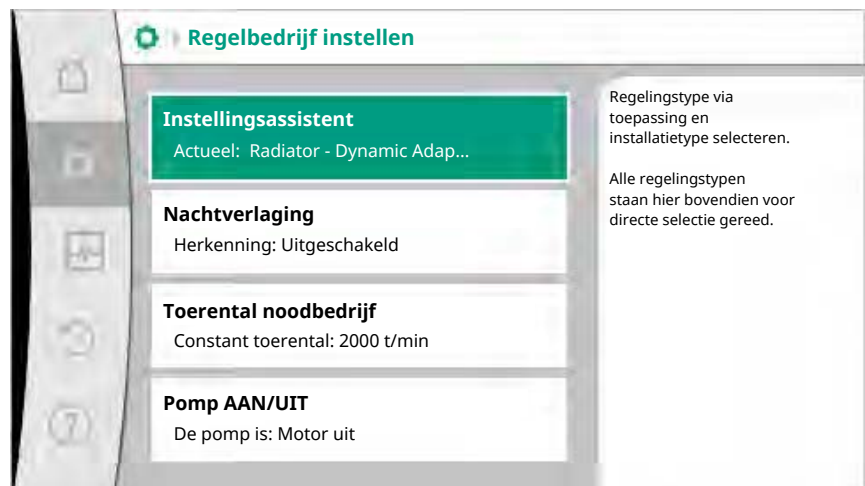 Regelbedrijf instellen
Instellingsassistent
Actueel: Radiator - Dynamic Adap...
Nachtverlaging
Herkenning: Uitgeschakeld
Toerental noodbedrijf
Constant toerental: 2000 t/min
Pomp AAN/UIT
De pomp is: Motor uit
Regelingstype via
toepassing en
installatietype selecteren.
Alle regelingstypen
staan hier bovendien voor
directe selectie gereed.